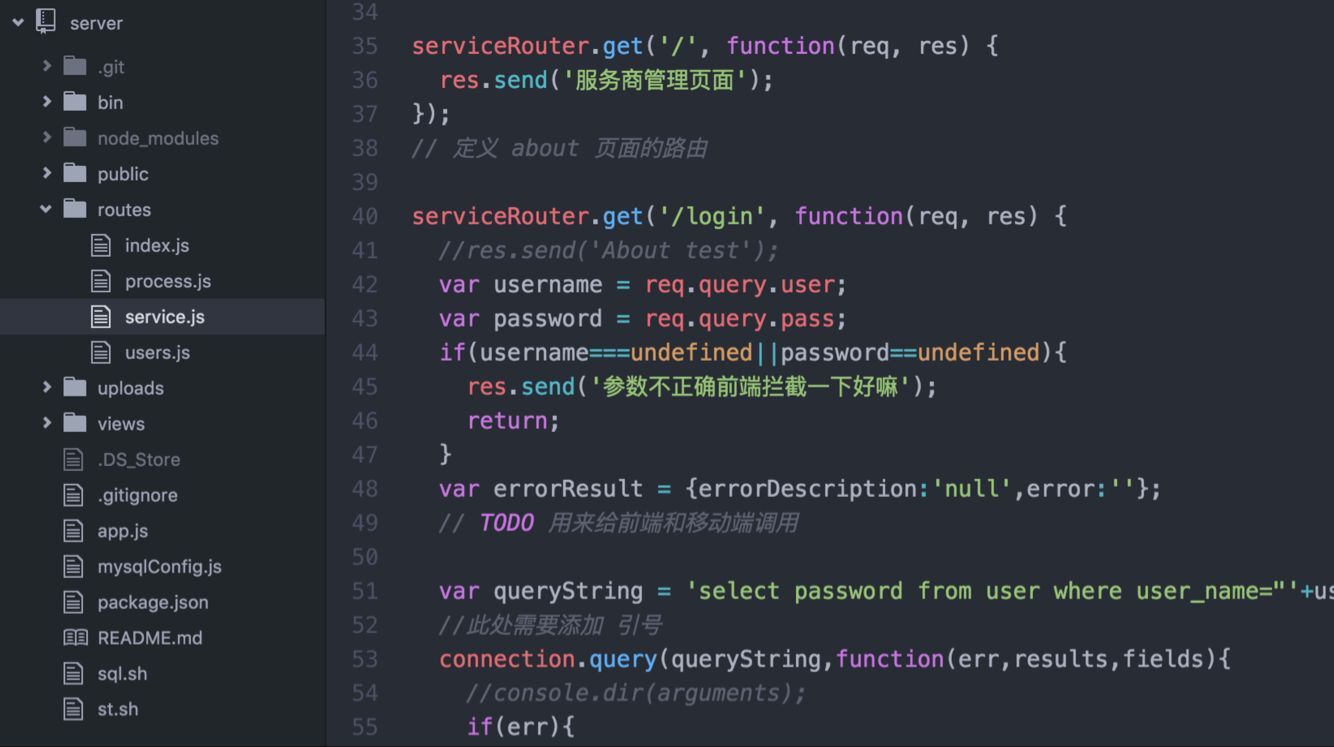 server
.git
bin
node_modules
public
routes
index.js
process.js
service.js
users.js
uploads
views
.DS_Store
.gitignore
app.js
mysqlConfig.js
package.json
README.md
sql.sh
st.sh
34
35 serviceRouter.get('/', function(req, res) {
36   res.send('服务商管理页面');
37 });
38 // 定义 about 页面的路由
39
40 serviceRouter.get('/login', function(req, res) {
41   //res.send('About test');
42   var username = req.query.user;
43   var password = req.query.pass;
44   if(username===undefined||password==undefined){
45     res.send('参数不正确前端拦截一下好嘛');
46     return;
47   }
48   var errorResult = {errorDescription:'null',error:''};
49   // TODO 用来给前端和移动端调用
50
51   var queryString = 'select password from user where user_name="'+us
52   //此处需要添加 引号
53   connection.query(queryString,function(err,results,fields){
54     //console.dir(arguments);
55     if(err){